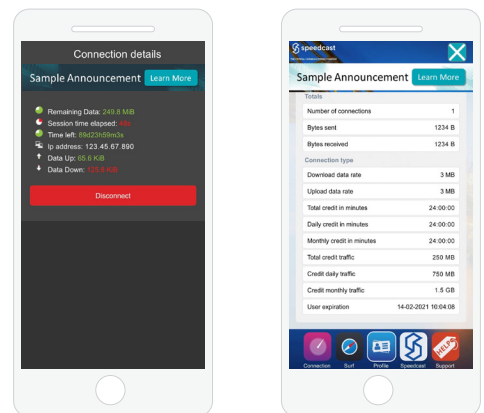 Connection details
Sample Announcement Learn More
Remaining Data: 249.8 MiB
Session time elapsed:
Time left: 89d23h59m3s
Ip address: 123.45.67.890
Data Up: 65.6 KiB
Data Down: 125.6 KiB
Disconnect
speedcast
Sample Announcement Learn More
Totals
Number of connections 1
Bytes sent 1234 B
Bytes received 1234 B
Connection type
Download data rate 3 MB
Upload data rate 3 MB
Total credit in minutes 24:00:00
Daily credit in minutes 24:00:00
Monthly credit in minutes 24:00:00
Total credit traffic 250 MB
Credit daily traffic 750 MB
Credit monthly traffic 1.5 GB
User expiration 14-02-2021 10:04:08
HELP
Connection Surf Profile Speedcast Support